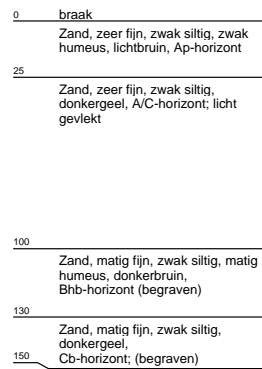 0 braak
Zand, zeer fijn, zwak siltig, zwak
humeus, lichtbruin, Ap-horizont
25
Zand, zeer fijn, zwak siltig,
donkergeel, A/C-horizont; licht
gevlekt
100
Zand, matig fijn, zwak siltig, matig
humeus, donkerbruin,
Bhb-horizont (begraven)
130
Zand, matig fijn, zwak siltig,
donkergeel,
150 Cb-horizont; (begraven)